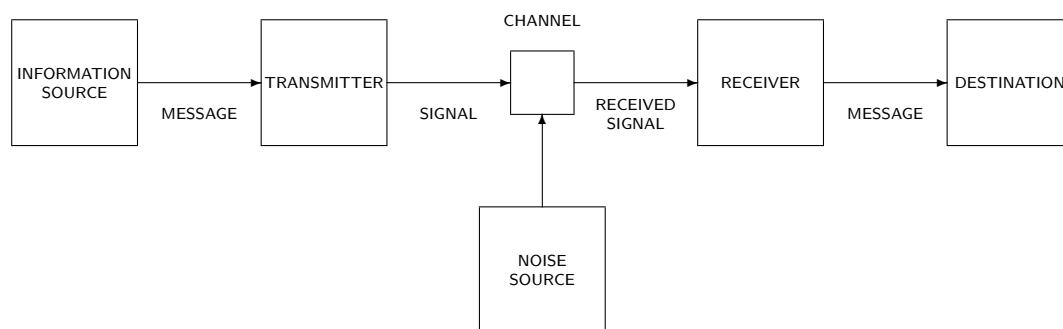 CHANNEL
INFORMATION
SOURCE
TRANSMITTER
RECEIVER
DESTINATION
MESSAGE
SIGNAL
RECEIVED
SIGNAL
MESSAGE
NOISE
SOURCE